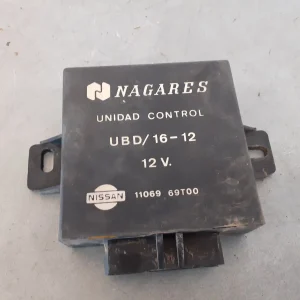 NAGARES
UNIDAD CONTROL
UBD/16-12
12 V.
NISSAN 11069 69T00